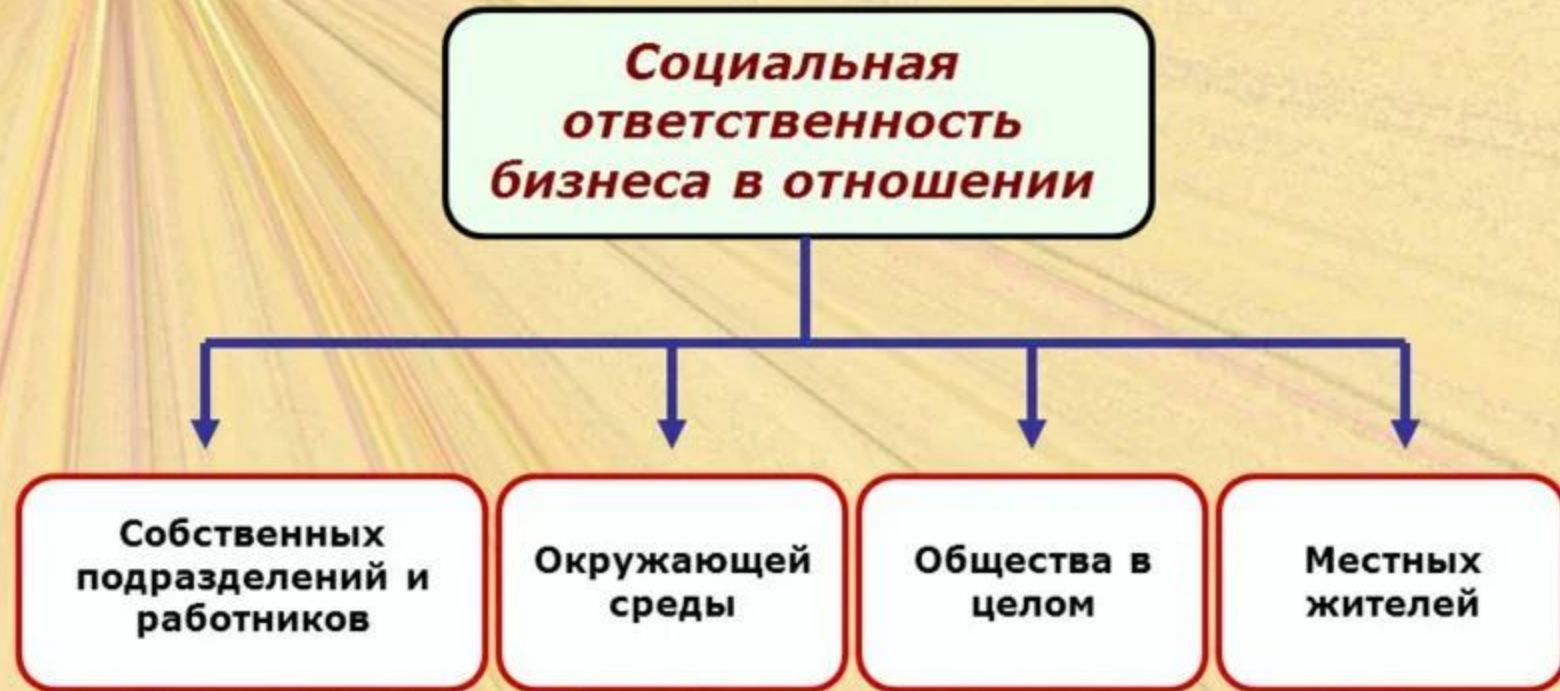 Социальная
ответственность
бизнеса в отношении
Собственных
подразделений и
работников
Окружающей
среды
Общества в
целом
Местных
жителей